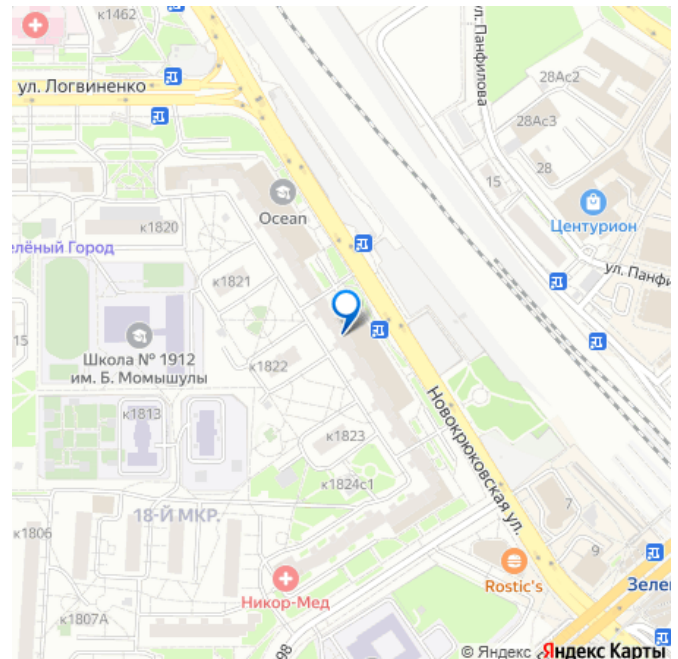 к1462
ул. Логвиненко
ул. Панфилова
28Ас2
28Ас3
28
15
Ocean
Центурион
к1820
елёный Город
к1821
ул. Панфи
15
Школа № 1912
им. Б. Момышулы
к1822
к1813
к1823
Новокрюковская ул.
к1824с1
18-Й МКР.
к1806
7
9
Rostic's
Зеле
Никор-Мед
к1807А
98
© Яндекс
Яндекс Карты